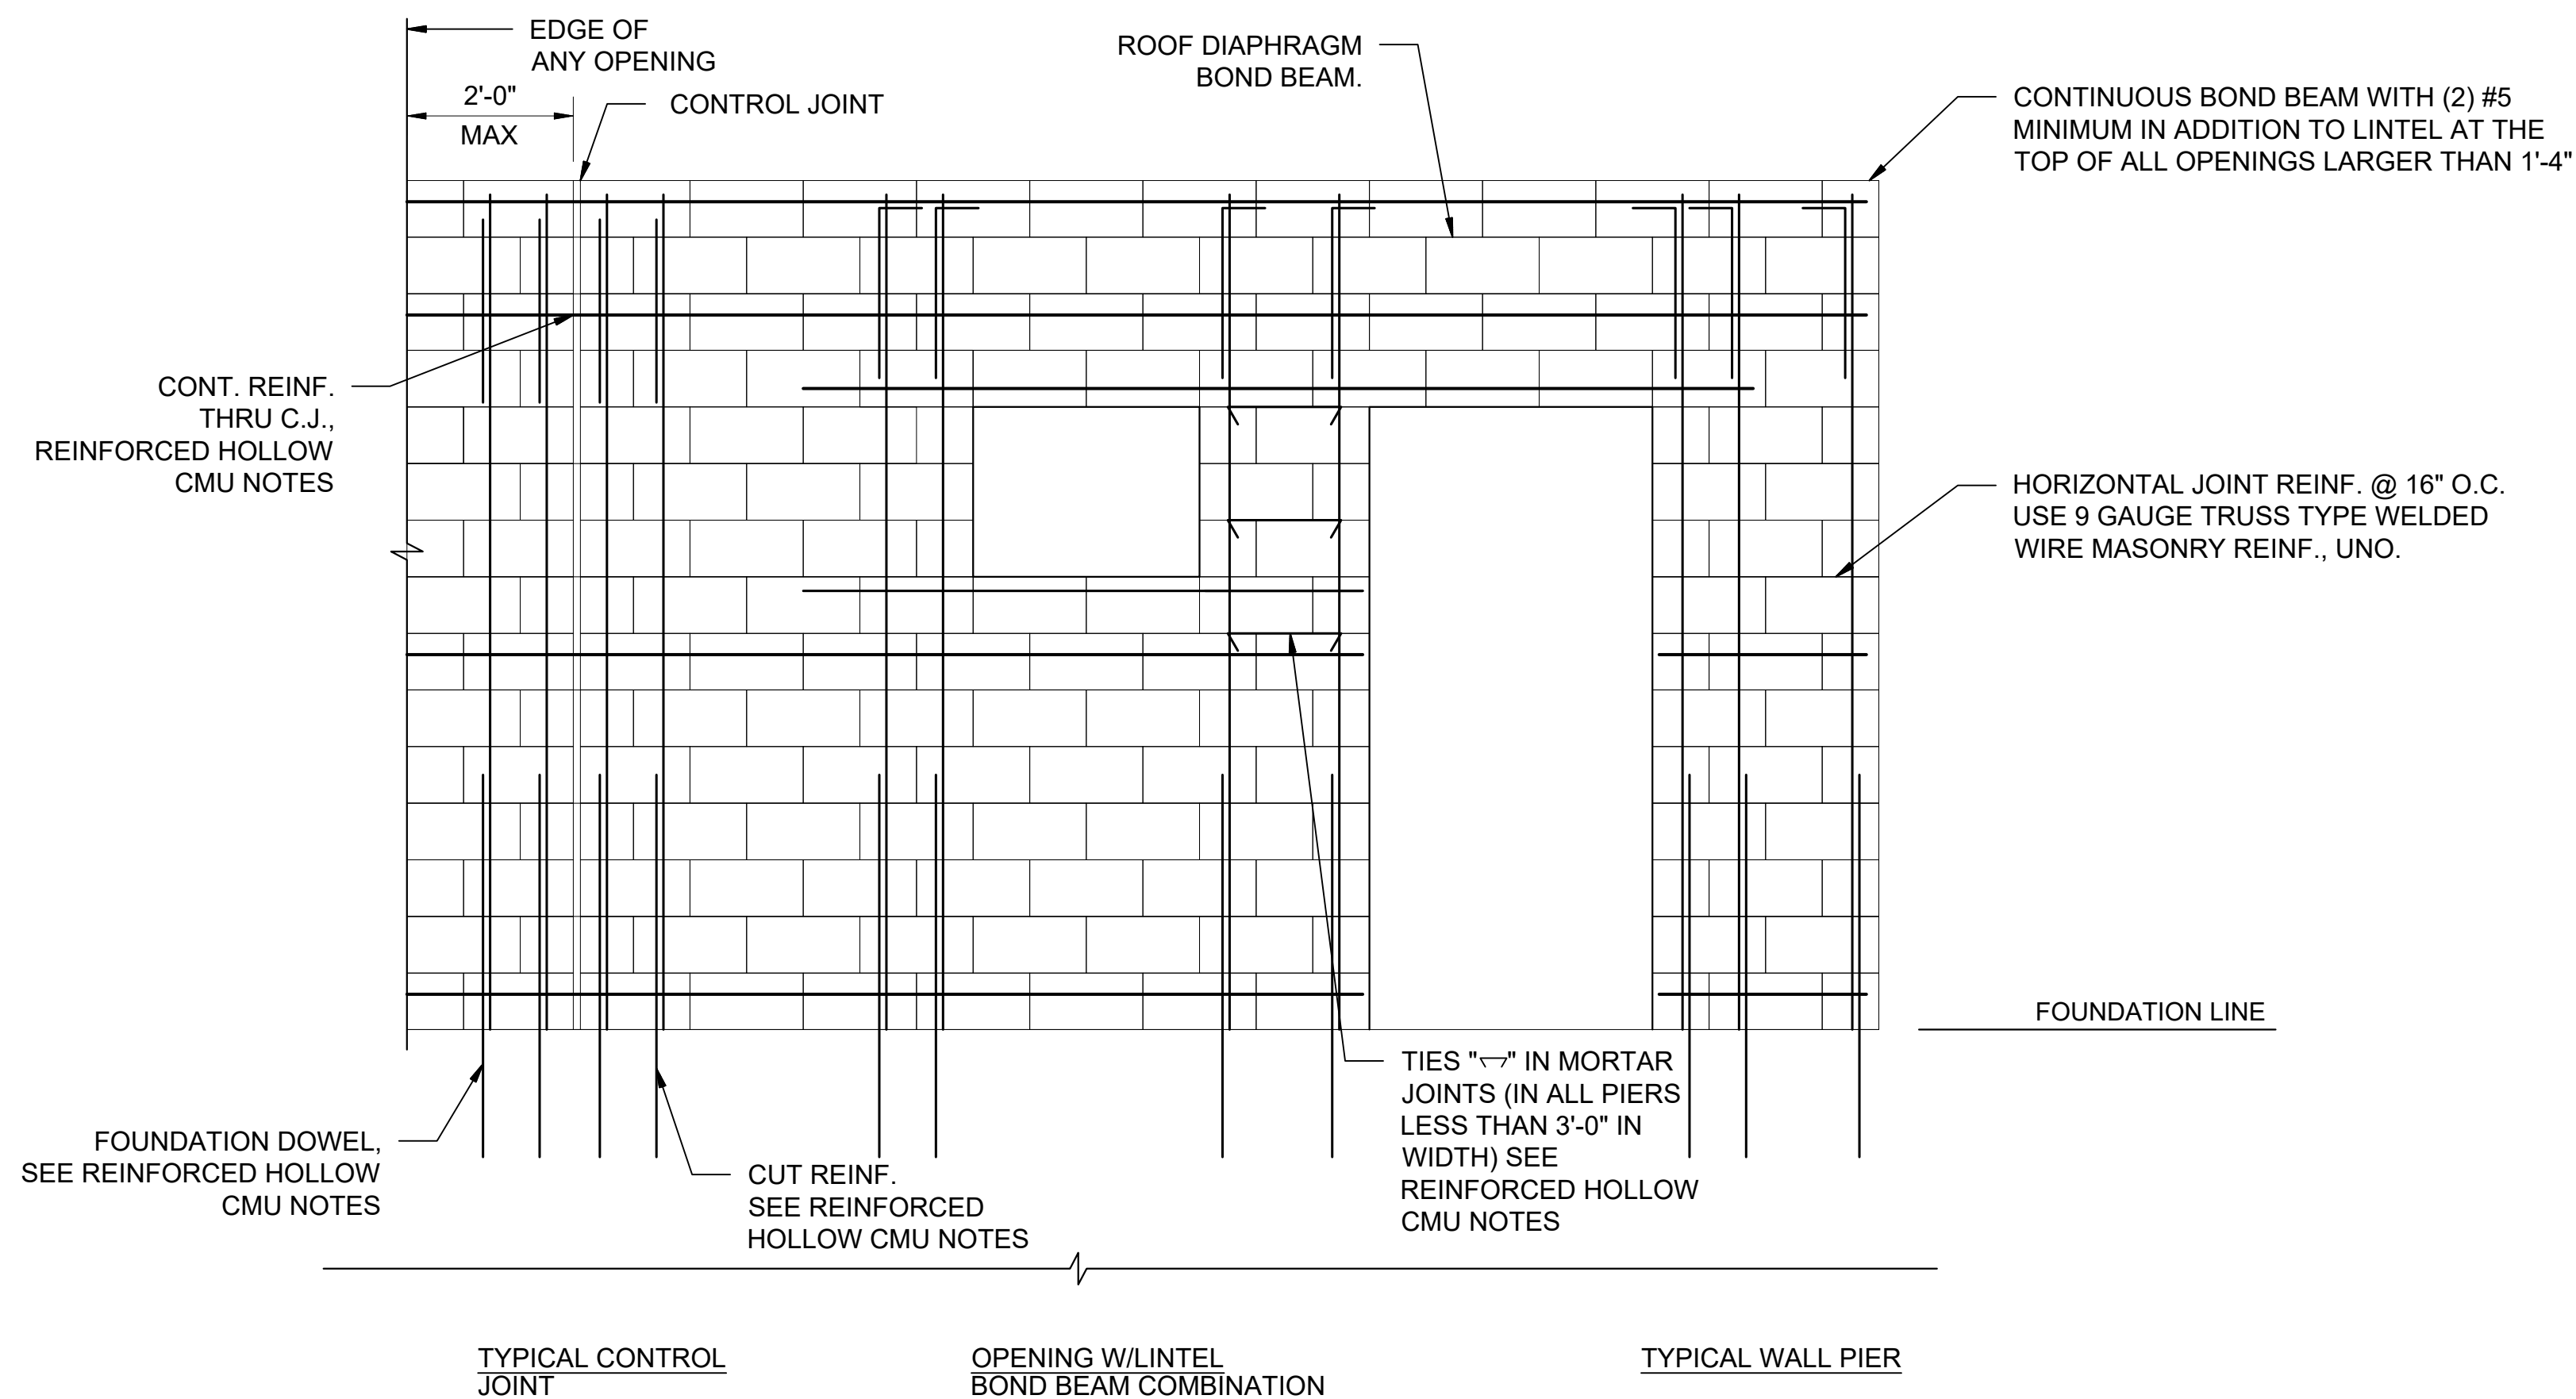 EDGE OF
ANY OPENING
2'-0"
MAX
CONTROL JOINT
ROOF DIAPHRAGM
BOND BEAM.
CONTINUOUS BOND BEAM WITH (2) #5
MINIMUM IN ADDITION TO LINTEL AT THE
TOP OF ALL OPENINGS LARGER THAN 1'-4"
CONT. REINF.
THRU C.J.,
REINFORCED HOLLOW
CMU NOTES
HORIZONTAL JOINT REINF. @ 16" O.C.
USE 9 GAUGE TRUSS TYPE WELDED
WIRE MASONRY REINF., UNO.
FOUNDATION LINE
FOUNDATION DOWEL,
SEE REINFORCED HOLLOW
CMU NOTES
CUT REINF.
SEE REINFORCED
HOLLOW CMU NOTES
TIES " " IN MORTAR
JOINTS (IN ALL PIERS
LESS THAN 3'-0" IN
WIDTH) SEE
REINFORCED HOLLOW
CMU NOTES
TYPICAL CONTROL
JOINT
OPENING W/LINTEL
BOND BEAM COMBINATION
TYPICAL WALL PIER